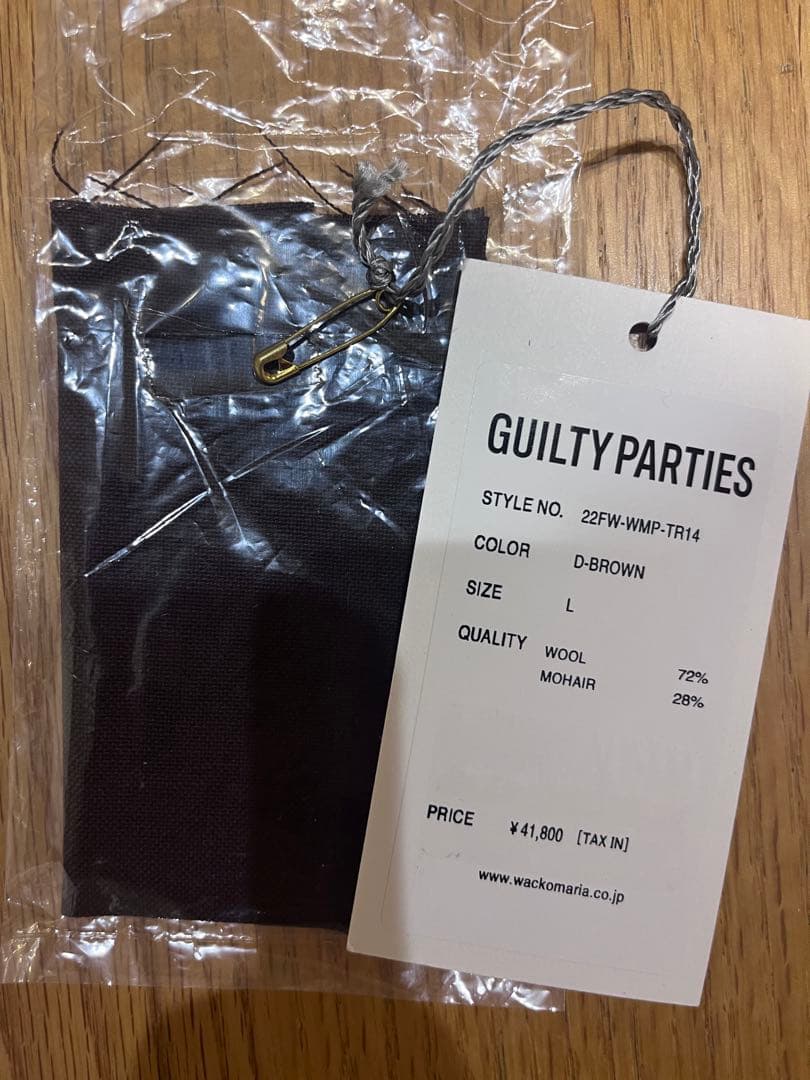 GUILTY PARTIES
STYLE NO. 22FW-WMP-TR14
COLOR D-BROWN
SIZE L
QUALITY WOOL 72%
MOHAIR 28%
PRICE ¥41,800 [TAX IN]
www.wackomaria.co.jp